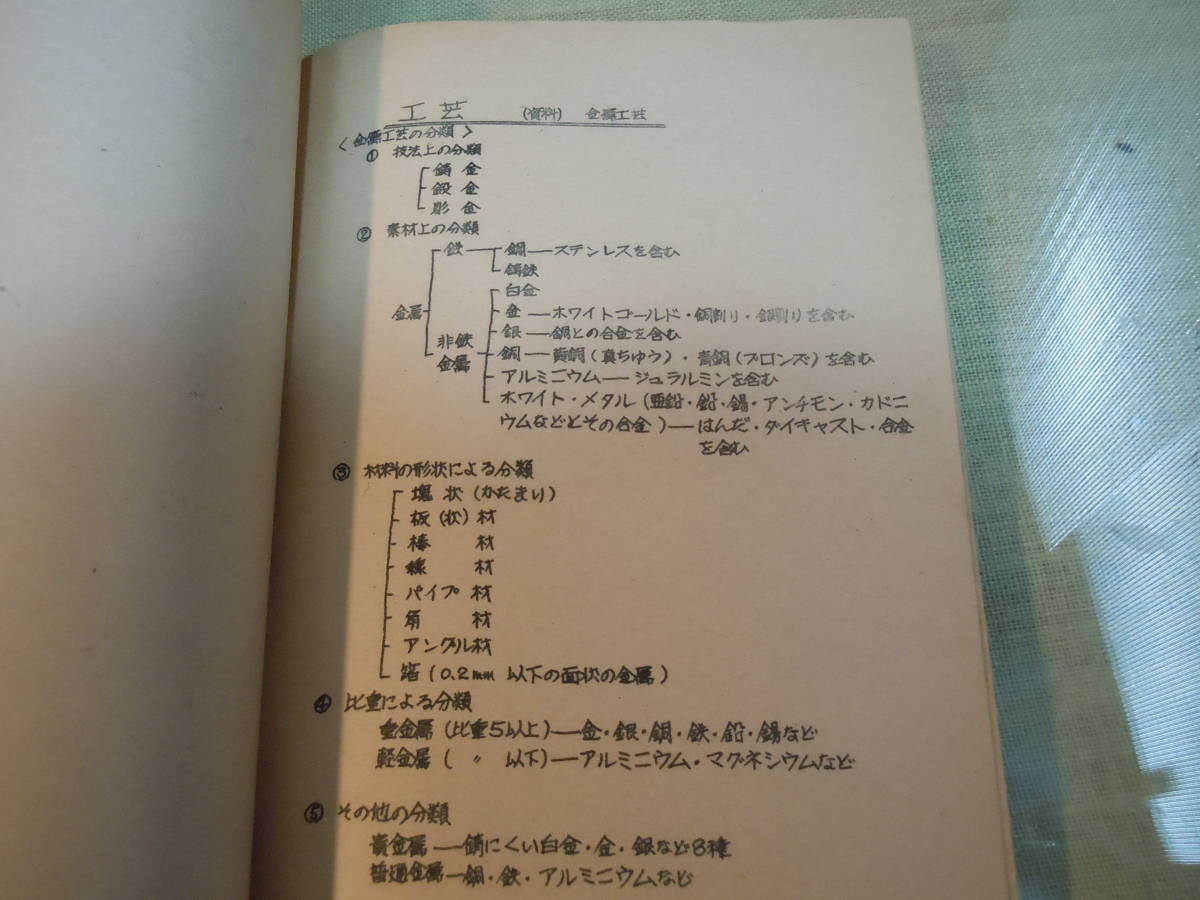 工芸 (資料) 金属工芸
〈金属工芸の分類〉
① 技法上の分類
鋳金
鍛金
彫金
② 素材上の分類
鉄 鋼―ステンレスを含む
鋳鉄
白金
金属 金―ホワイトゴールド・銅割り・銀割りを含む
非鉄 銀―銅との合金を含む
金属 銅―黄銅(真ちゅう)・青銅(ブロンズ)を含む
アルミニウム―ジュラルミンを含む
ホワイト・メタル(亜鉛・鉛・錫・アンチモン・カドニ
ウムなどとその合金)―はんだ・ダイキャスト・合金
を含む
③ 材料の形状による分類
塊状(かたまり)
板(状)材
棒 材
線 材
パイプ 材
角 材
アングル材
箔(0.2mm 以下の面状の金属)
④ 比重による分類
重金属(比重5以上)―金・銀・銅・鉄・鉛・錫など
軽金属( 〃 以下)―アルミニウム・マグネシウムなど
⑤ その他の分類
貴金属―錆にくい白金・金・銀など8種
普通金属―銅・鉄・アルミニウムなど